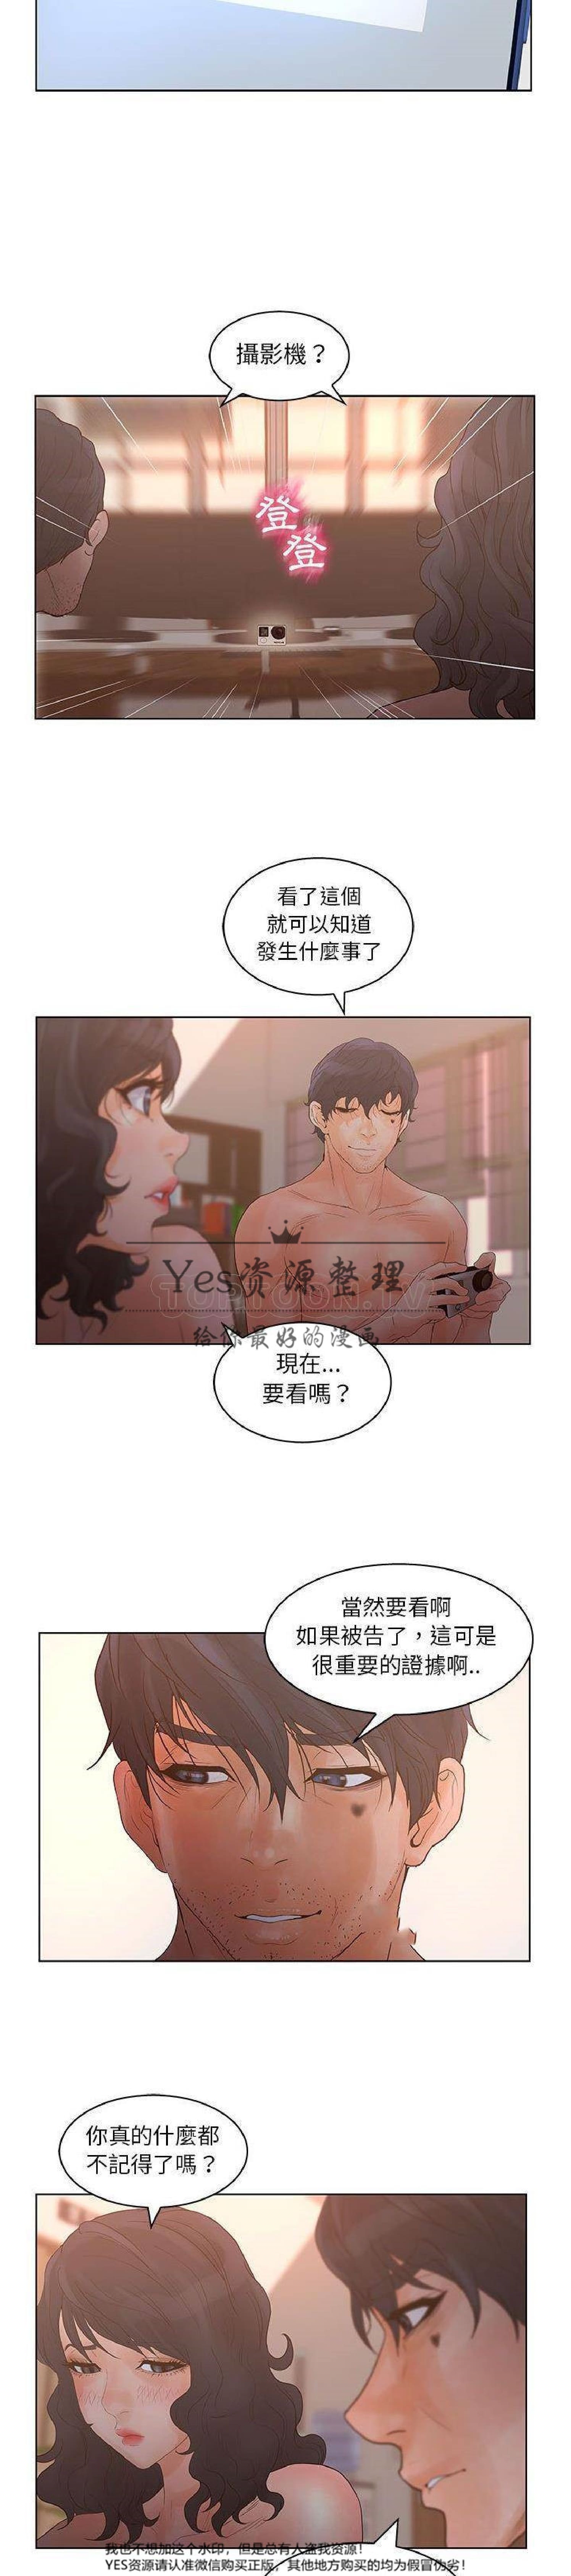 攝影機？
登
登
看了這個
就可以知道
發生什麼事了
Yes资源整理
TOPTOON.TV
给你最好的漫画
現在...
要看嗎？
當然要看啊
如果被告了，這可是
很重要的證據啊..
你真的什麼都
不記得了嗎？
我也不想加这个水印，但是总有人盗我资源！
YES资源请认准微信购买正版，其他地方购买的均为假冒伪劣！